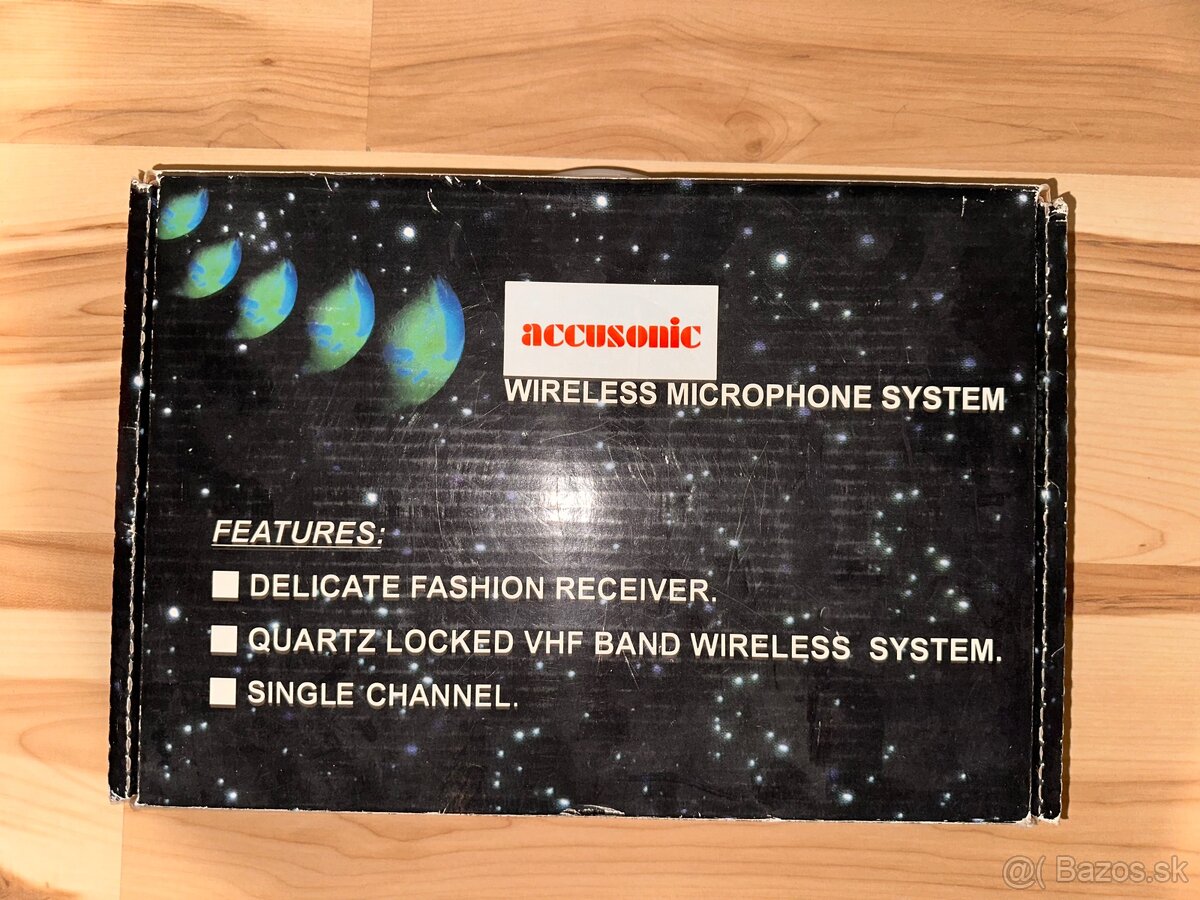 accusonic
WIRELESS MICROPHONE SYSTEM
FEATURES:
DELICATE FASHION RECEIVER.
QUARTZ LOCKED VHF BAND WIRELESS SYSTEM.
SINGLE CHANNEL.
@( Bazos.sk